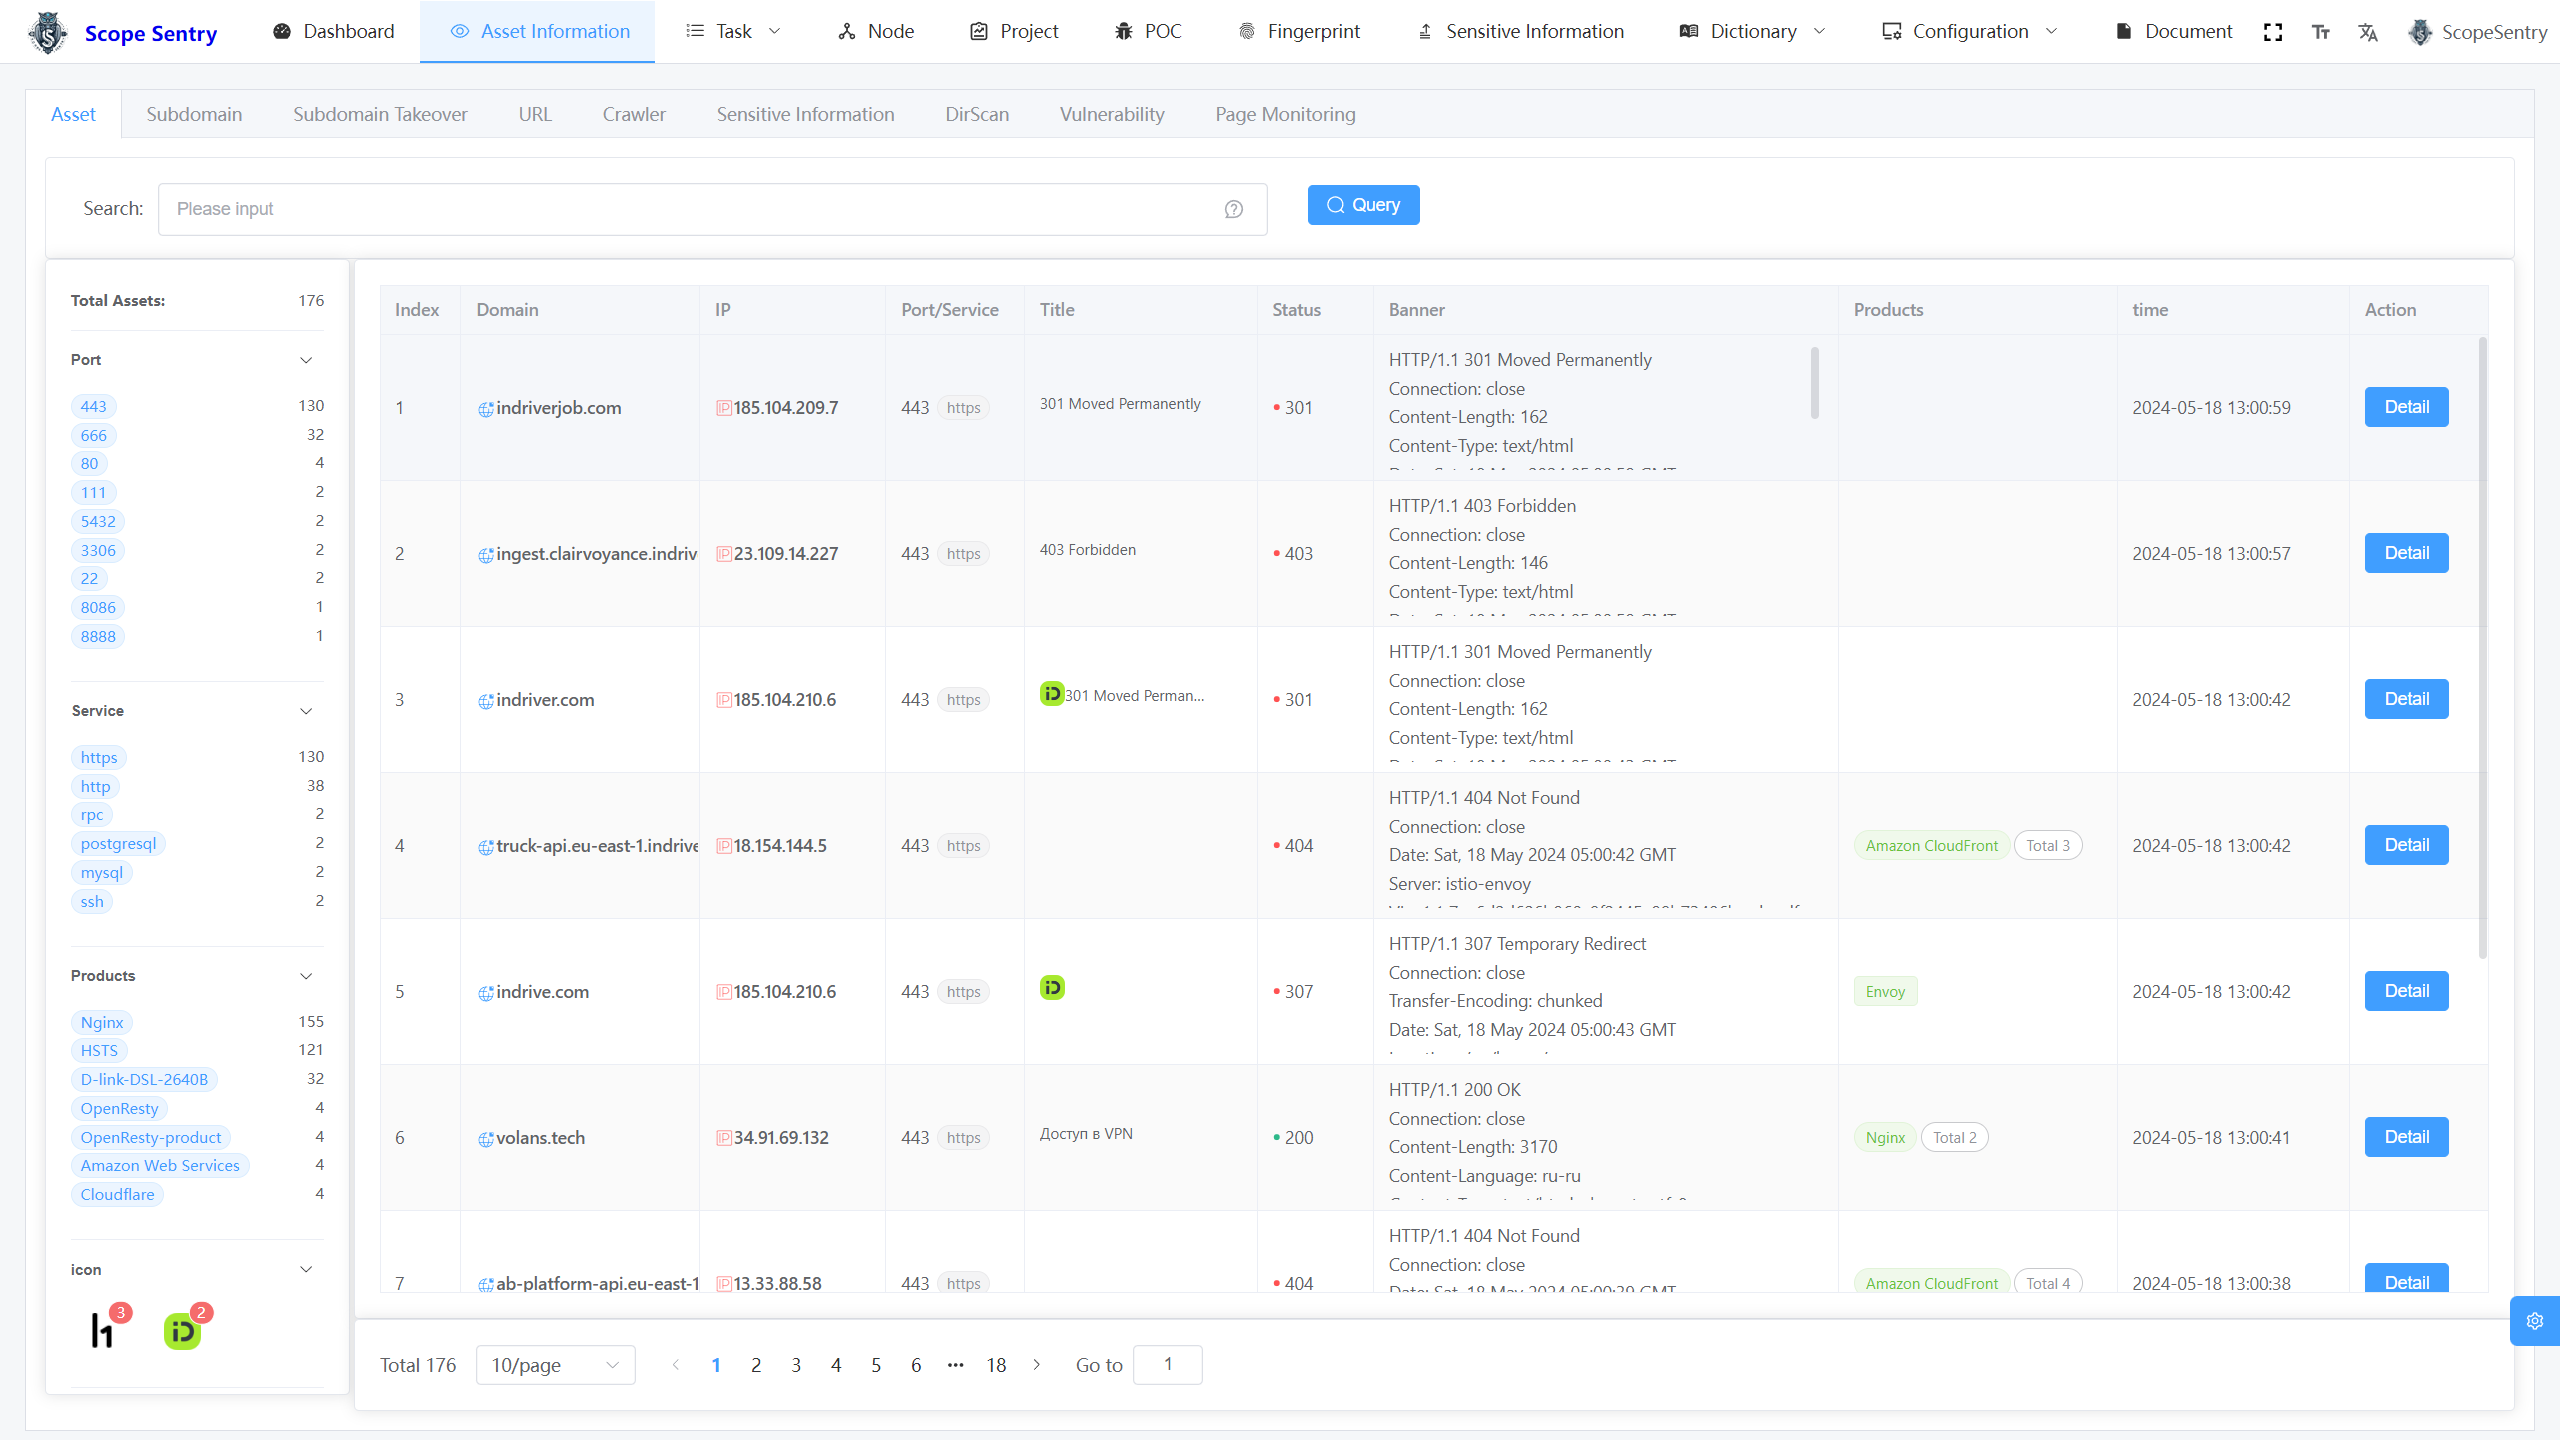 Scope Sentry
Dashboard
Asset Information
Task
Node
Project
POC
Fingerprint
Sensitive Information
Dictionary
Configuration
Document
ScopeSentry
Asset
Subdomain
Subdomain Takeover
URL
Crawler
Sensitive Information
DirScan
Vulnerability
Page Monitoring
Search:
Please input
Query
Total Assets: 176
Port
443 130
666 32
80 4
111 2
5432 2
3306 2
22 2
8086 1
8888 1
Service
https 130
http 38
rpc 2
postgresql 2
mysql 2
ssh 2
Products
Nginx 155
HSTS 121
D-link-DSL-2640B 32
OpenResty 4
OpenResty-product 4
Amazon Web Services 4
Cloudflare 4
icon
3
2
Index Domain IP Port/Service Title Status Banner Products time Action
1 indriverjob.com 185.104.209.7 443 https 301 Moved Permanently 301
HTTP/1.1 301 Moved Permanently
Connection: close
Content-Length: 162
Content-Type: text/html
2024-05-18 13:00:59 Detail
2 ingest.clairvoyance.indriv 23.109.14.227 443 https 403 Forbidden 403
HTTP/1.1 403 Forbidden
Connection: close
Content-Length: 146
Content-Type: text/html
2024-05-18 13:00:57 Detail
3 indriver.com 185.104.210.6 443 https iD 301 Moved Perman... 301
HTTP/1.1 301 Moved Permanently
Connection: close
Content-Length: 162
Content-Type: text/html
2024-05-18 13:00:42 Detail
4 truck-api.eu-east-1.indrive 18.154.144.5 443 https 404
HTTP/1.1 404 Not Found
Connection: close
Date: Sat, 18 May 2024 05:00:42 GMT
Server: istio-envoy
Amazon CloudFront Total 3 2024-05-18 13:00:42 Detail
5 indrive.com 185.104.210.6 443 https iD 307
HTTP/1.1 307 Temporary Redirect
Connection: close
Transfer-Encoding: chunked
Date: Sat, 18 May 2024 05:00:43 GMT
Envoy 2024-05-18 13:00:42 Detail
6 volans.tech 34.91.69.132 443 https Доступ в VPN 200
HTTP/1.1 200 OK
Connection: close
Content-Length: 3170
Content-Language: ru-ru
Nginx Total 2 2024-05-18 13:00:41 Detail
7 ab-platform-api.eu-east-1 13.33.88.58 443 https 404
HTTP/1.1 404 Not Found
Connection: close
Date: Sat, 18 May 2024 05:00:39 GMT
Amazon CloudFront Total 4 2024-05-18 13:00:38 Detail
Total 176 10/page 1 2 3 4 5 6 ... 18 Go to 1